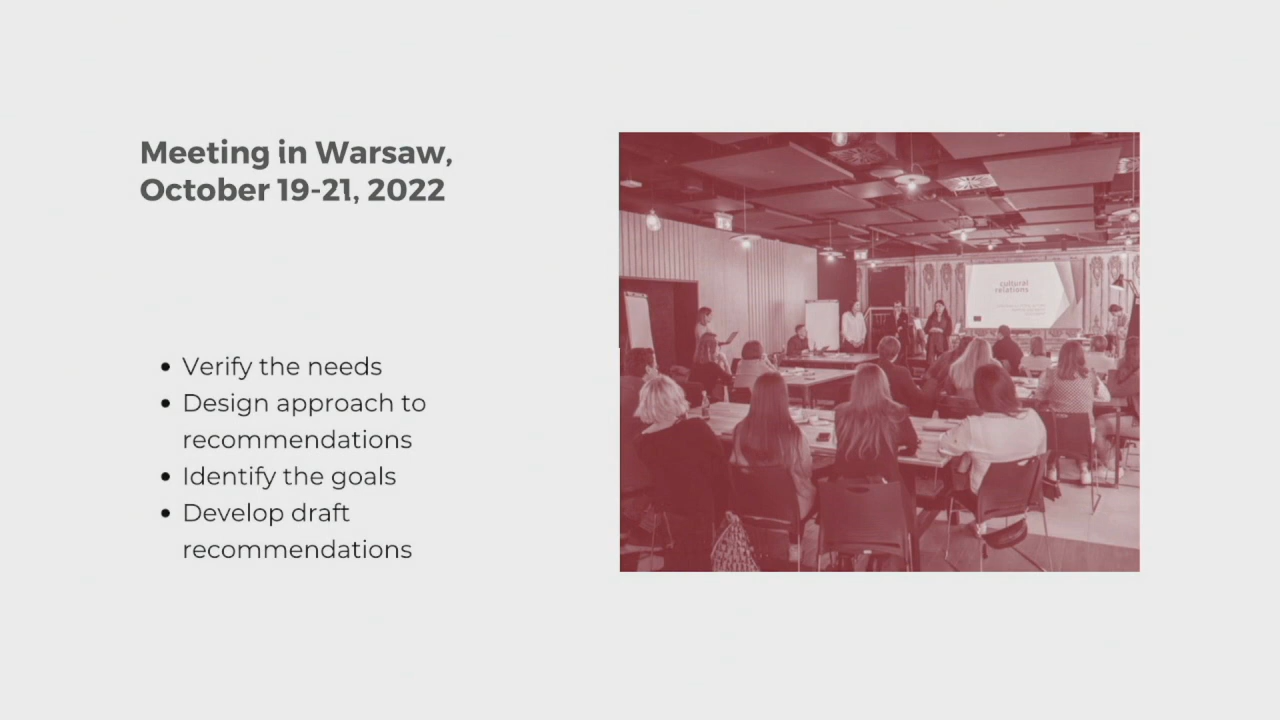 Meeting in Warsaw,
October 19-21, 2022
• Verify the needs
• Design approach to
recommendations
• Identify the goals
• Develop draft
recommendations
cultural
relations